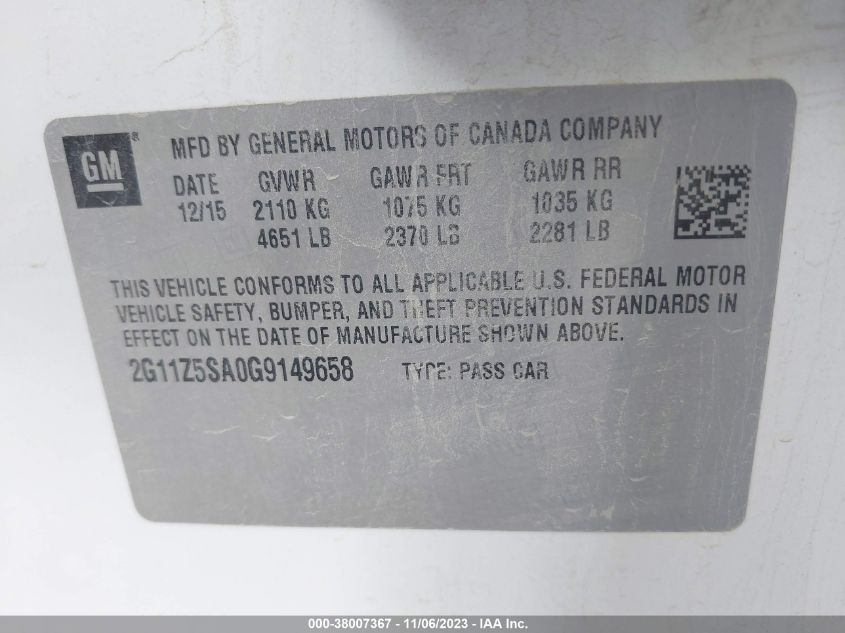 GM ®
MFD BY GENERAL MOTORS OF CANADA COMPANY
DATE GVWR GAWR FRT GAWR RR
12/15 2110 KG 1075 KG 1035 KG
4651 LB 2370 LB 2281 LB
THIS VEHICLE CONFORMS TO ALL APPLICABLE U.S. FEDERAL MOTOR
VEHICLE SAFETY, BUMPER, AND THEFT PREVENTION STANDARDS IN
EFFECT ON THE DATE OF MANUFACTURE SHOWN ABOVE.
2G11Z5SA0G9149658 TYPE: PASS CAR
000-38007367 - 11/06/2023 - IAA Inc.